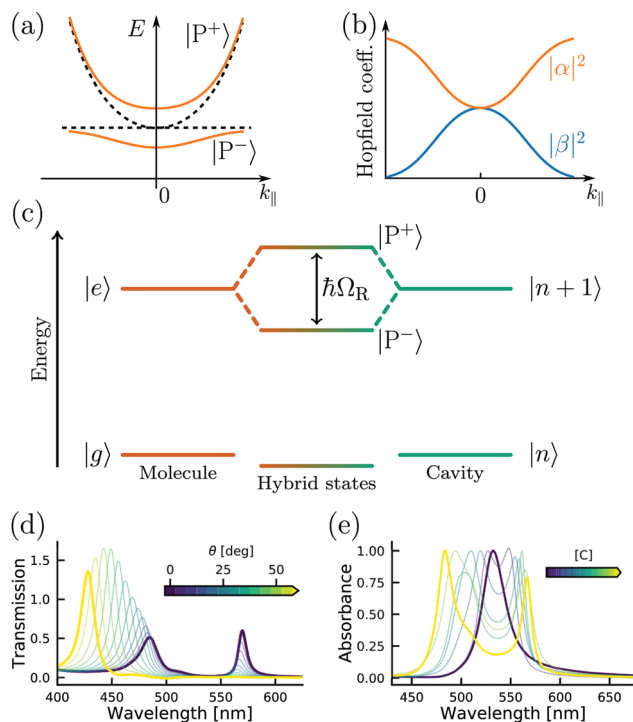 (a)
E
|P⁺⟩
|P⁻⟩
0
k∥
(b)
Hopfield coeff.
|α|²
|β|²
0
k∥
(c)
Energy
|P⁺⟩
|e⟩
ħΩ_R
|n + 1⟩
|P⁻⟩
|g⟩
|n⟩
Molecule
Hybrid states
Cavity
(d)
θ [deg]
0 25 50
Transmission
1.5
1.0
0.5
0.0
400 450 500 550 600
Wavelength [nm]
(e)
[C]
Absorbance
1.00
0.75
0.50
0.25
0.00
500 550 600 650
Wavelength [nm]